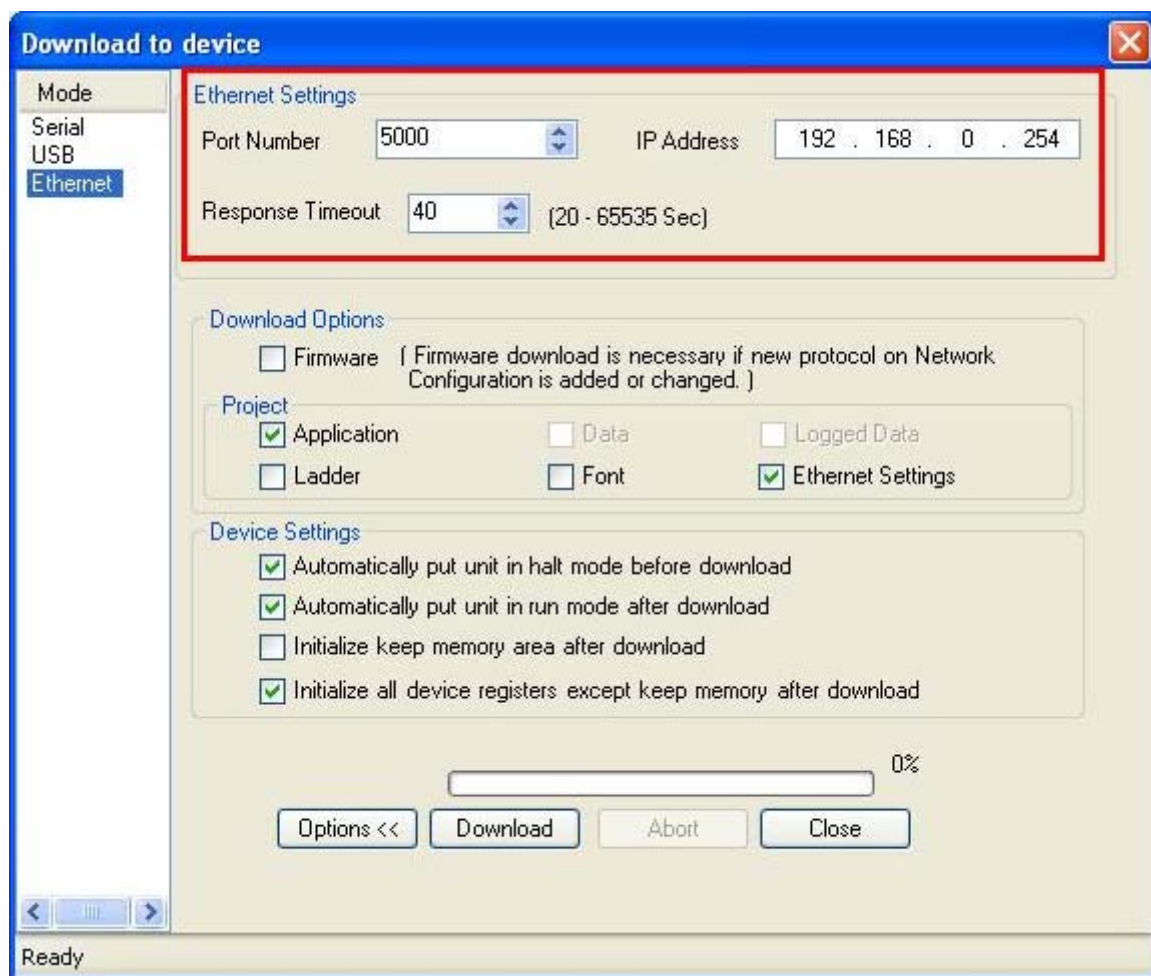 Download to device
Mode
Serial
USB
Ethernet
Ethernet Settings
Port Number 5000 IP Address 192 . 168 . 0 . 254
Response Timeout 40 (20 - 65535 Sec)
Download Options
Firmware ( Firmware download is necessary if new protocol on Network
Configuration is added or changed. )
Project
Application Data Logged Data
Ladder Font Ethernet Settings
Device Settings
Automatically put unit in halt mode before download
Automatically put unit in run mode after download
Initialize keep memory area after download
Initialize all device registers except keep memory after download
0%
Options << Download Abort Close
Ready